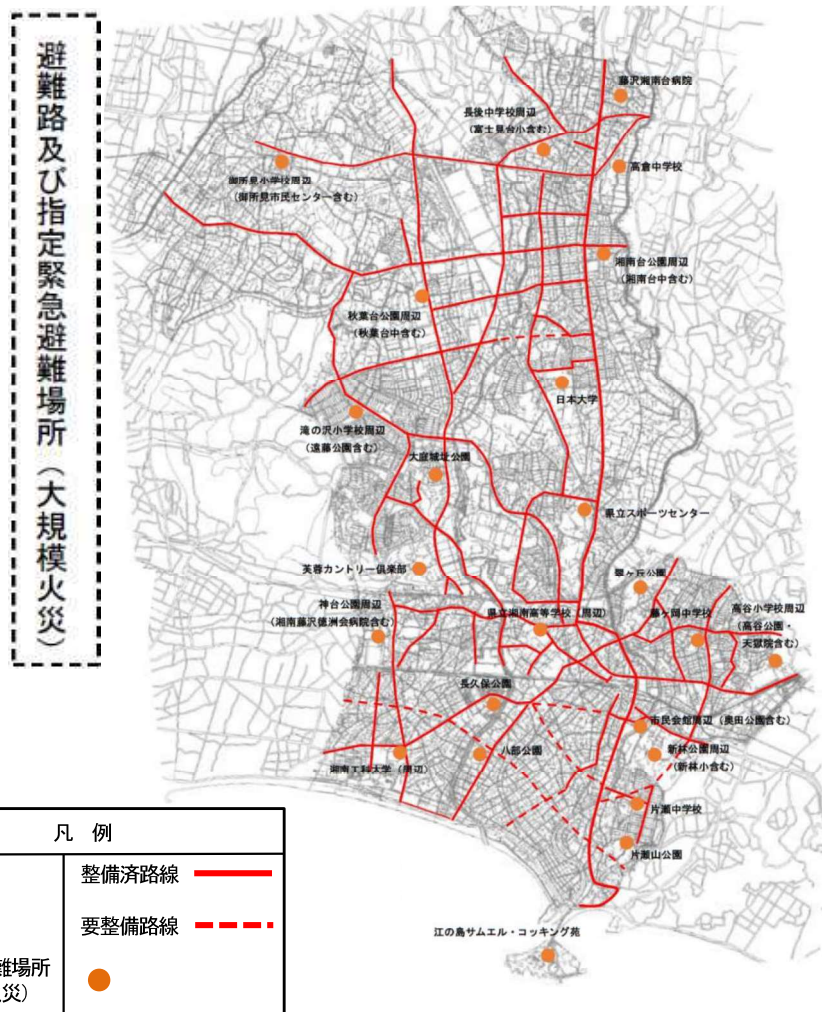 避難路及び指定緊急避難場所（大規模火災）
藤沢湘南台病院
長後中学校周辺
（富士見台小含む）
高倉中学校
御所見小学校周辺
（御所見市民センター含む）
湘南台公園周辺
（湘南台中含む）
秋葉台公園周辺
（秋葉台中含む）
日本大学
滝の沢小学校周辺
（遠藤公園含む）
大庭城址公園
県立スポーツセンター
芙蓉カントリー倶楽部
翠ヶ丘公園
神台公園周辺
（湘南藤沢徳洲会病院含む）
県立湘南高等学校（周辺）
藤ヶ岡中学校
高谷小学校周辺
（高谷公園・
天嶽院含む）
長久保公園
市民会館周辺（奥田公園含む）
八部公園
新林公園周辺
（新林小含む）
湘南工科大学（周辺）
片瀬中学校
片瀬山公園
江の島サムエル・コッキング苑
凡 例
整備済路線
要整備路線
難場所
災）